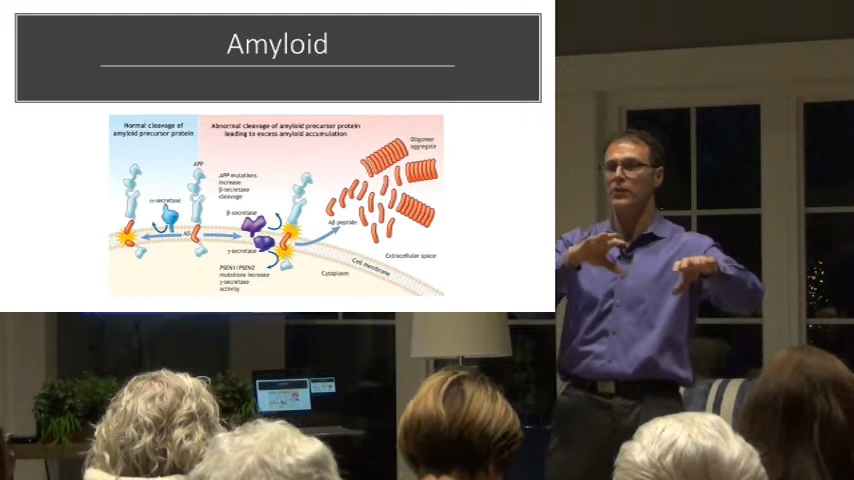 Amyloid
Normal cleavage of
amyloid precursor protein
Abnormal cleavage of amyloid precursor protein
leading to excess amyloid accumulation
Oligomer
aggregate
APP
APP mutations
increase
β-secretase
cleavage
α-secretase
β-secretase
Aβ
Aβ peptide
γ-secretase
Extracellular space
Cell membrane
PSEN1/PSEN2
mutations increase
γ-secretase
activity
Cytoplasm